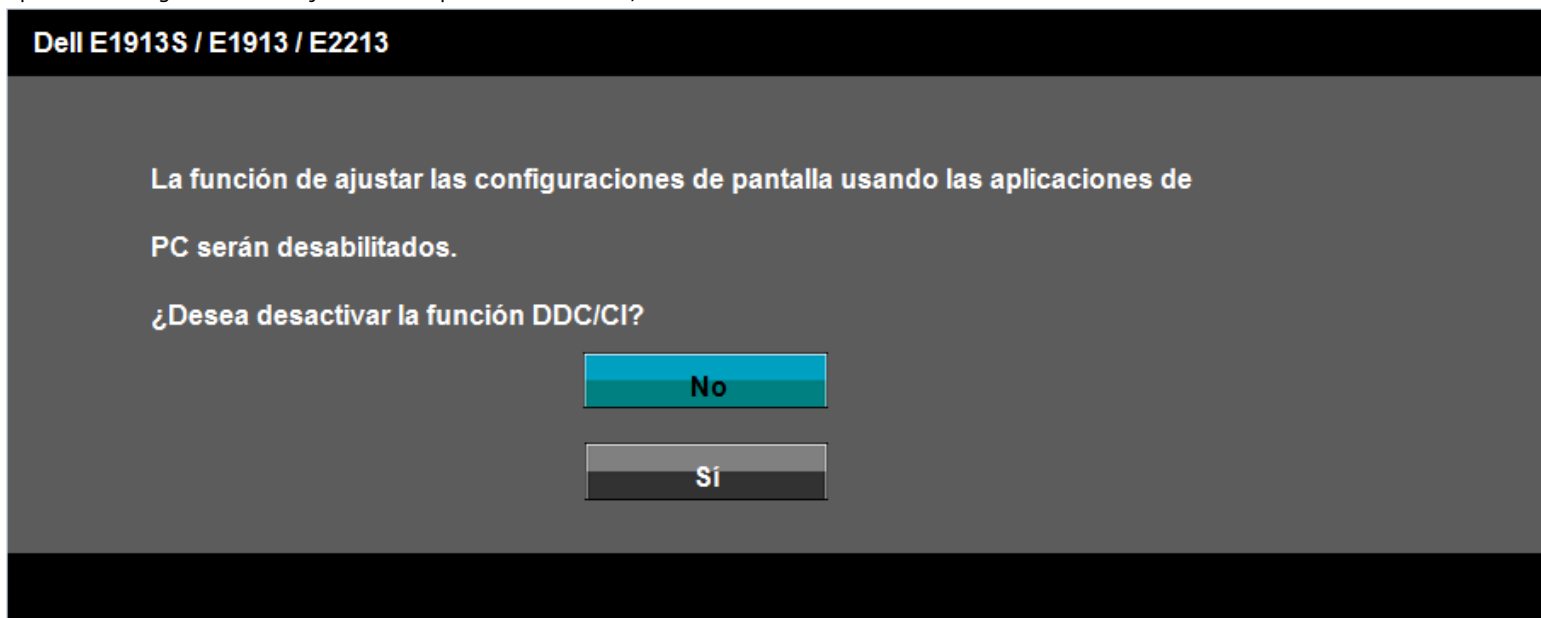 Dell E1913S / E1913 / E2213
La función de ajustar las configuraciones de pantalla usando las aplicaciones de
PC serán desabilitados.
¿Desea desactivar la función DDC/CI?
No
Sí